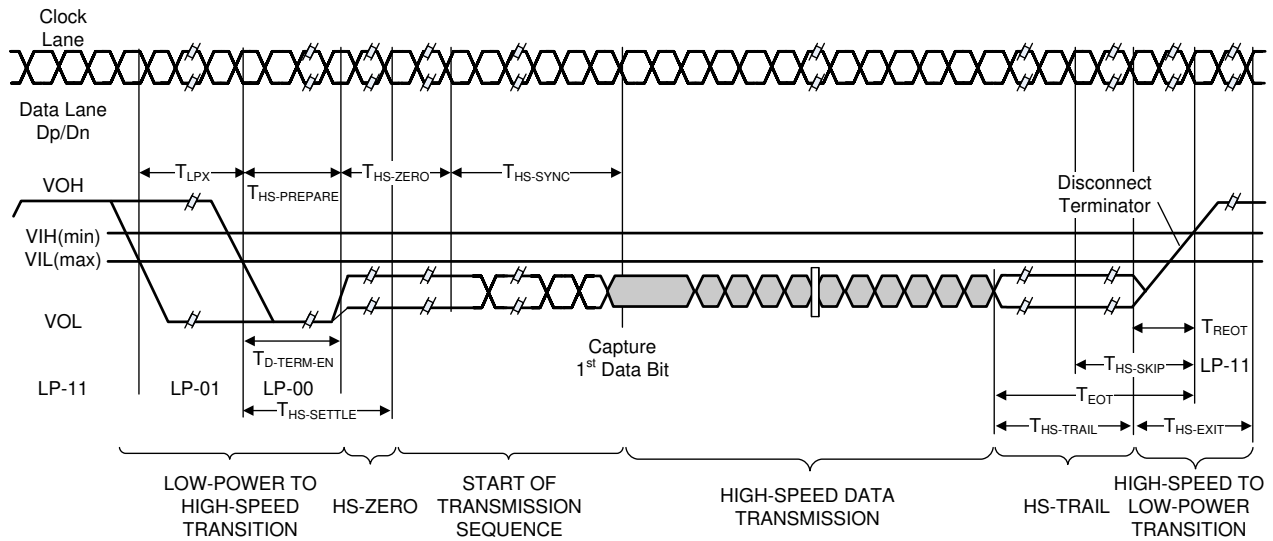 Clock
Lane
Data Lane
Dp/Dn
TLPX
THS-PREPARE
THS-ZERO
THS-SYNC
VOH
Disconnect
Terminator
VIH(min)
VIL(max)
VOL
TD-TERM-EN
Capture
1st Data Bit
TREOT
LP-11
LP-01
LP-00
THS-SKIP
LP-11
TEOT
THS-SETTLE
THS-TRAIL
THS-EXIT
LOW-POWER TO
HIGH-SPEED
TRANSITION
HS-ZERO
START OF
TRANSMISSION
SEQUENCE
HIGH-SPEED DATA
TRANSMISSION
HS-TRAIL
HIGH-SPEED TO
LOW-POWER
TRANSITION